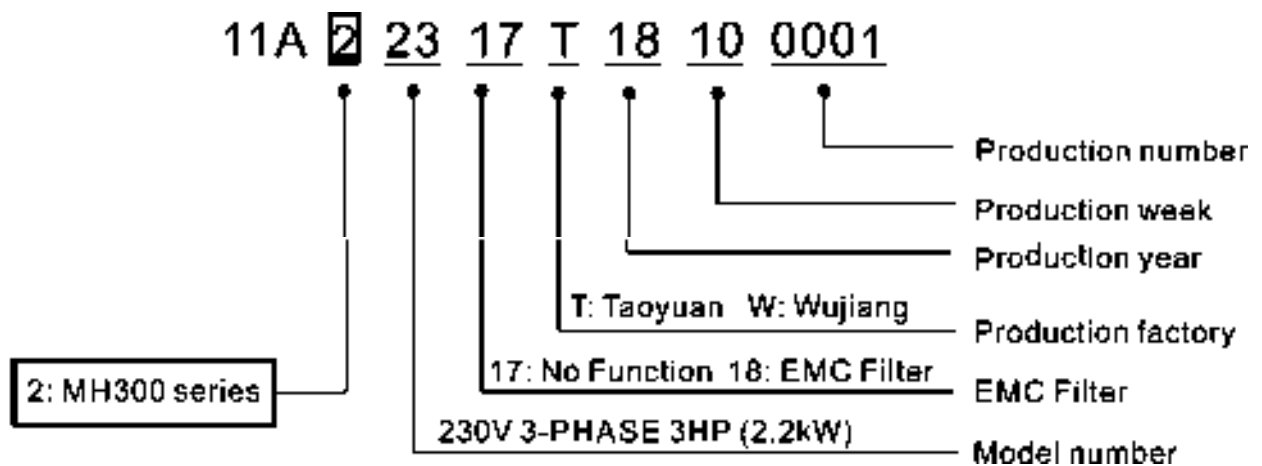 11A 2 23 17 T 18 10 0001
Production number
Production week
Production year
T: Taoyuan W: Wujiang
Production factory
17: No Function 18: EMC Filter
EMC Filter
2: MH300 series
230V 3-PHASE 3HP (2.2kW)
Model number